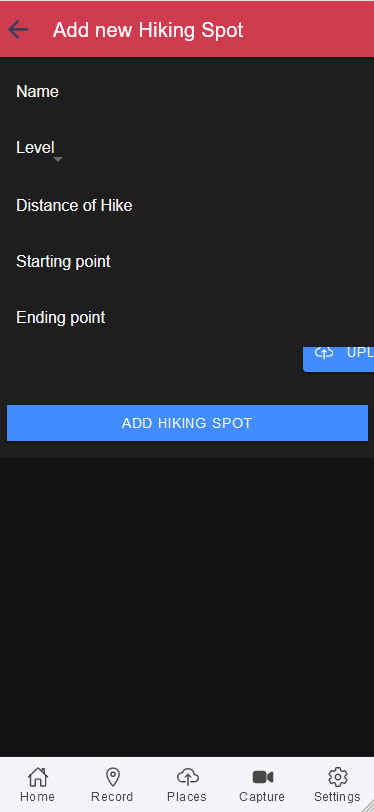 Add new Hiking Spot
Name
Level
Distance of Hike
Starting point
Ending point
UPL
ADD HIKING SPOT
Home Record Places Capture Settings